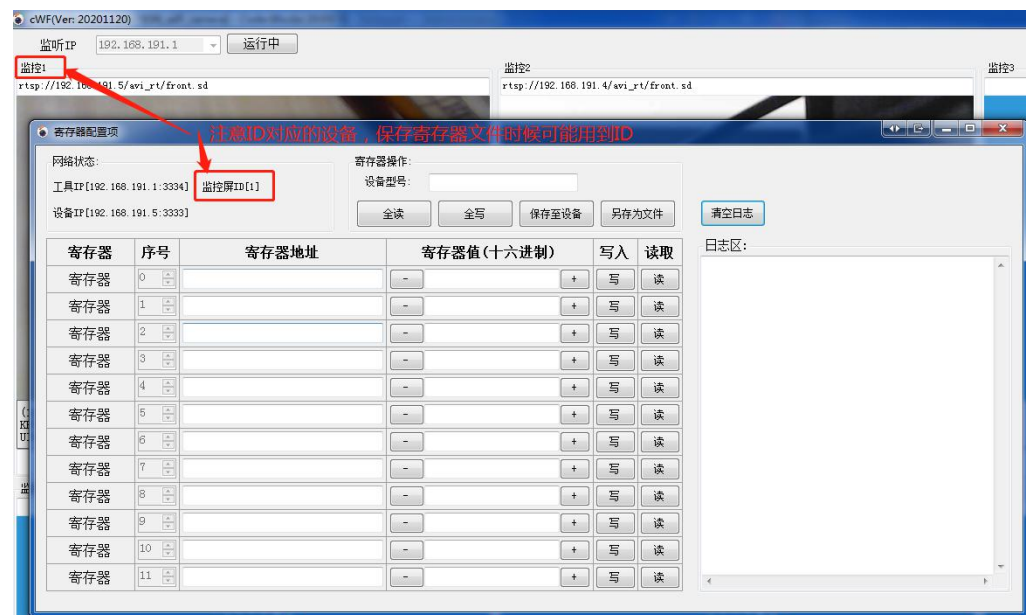 cWF(Ver: 20201120)
监听IP 192.168.191.1 运行中
监控1 监控2 监控3
rtsp://192.168.191.5/avi_rt/front.sd rtsp://192.168.191.4/avi_rt/front.sd
寄存器配置项 注意ID对应的设备，保存寄存器文件时候可能用到ID
网络状态: 寄存器操作:
工具IP[192.168.191.1:3334] 监控屏ID[1] 设备型号:
设备IP[192.168.191.5:3333] 全读 全写 保存至设备 另存为文件 清空日志
寄存器 序号 寄存器地址 寄存器值(十六进制) 写入 读取 日志区:
寄存器 0 - + 写 读
寄存器 1 - + 写 读
寄存器 2 - + 写 读
寄存器 3 - + 写 读
寄存器 4 - + 写 读
寄存器 5 - + 写 读
寄存器 6 - + 写 读
寄存器 7 - + 写 读
寄存器 8 - + 写 读
寄存器 9 - + 写 读
寄存器 10 - + 写 读
寄存器 11 - + 写 读